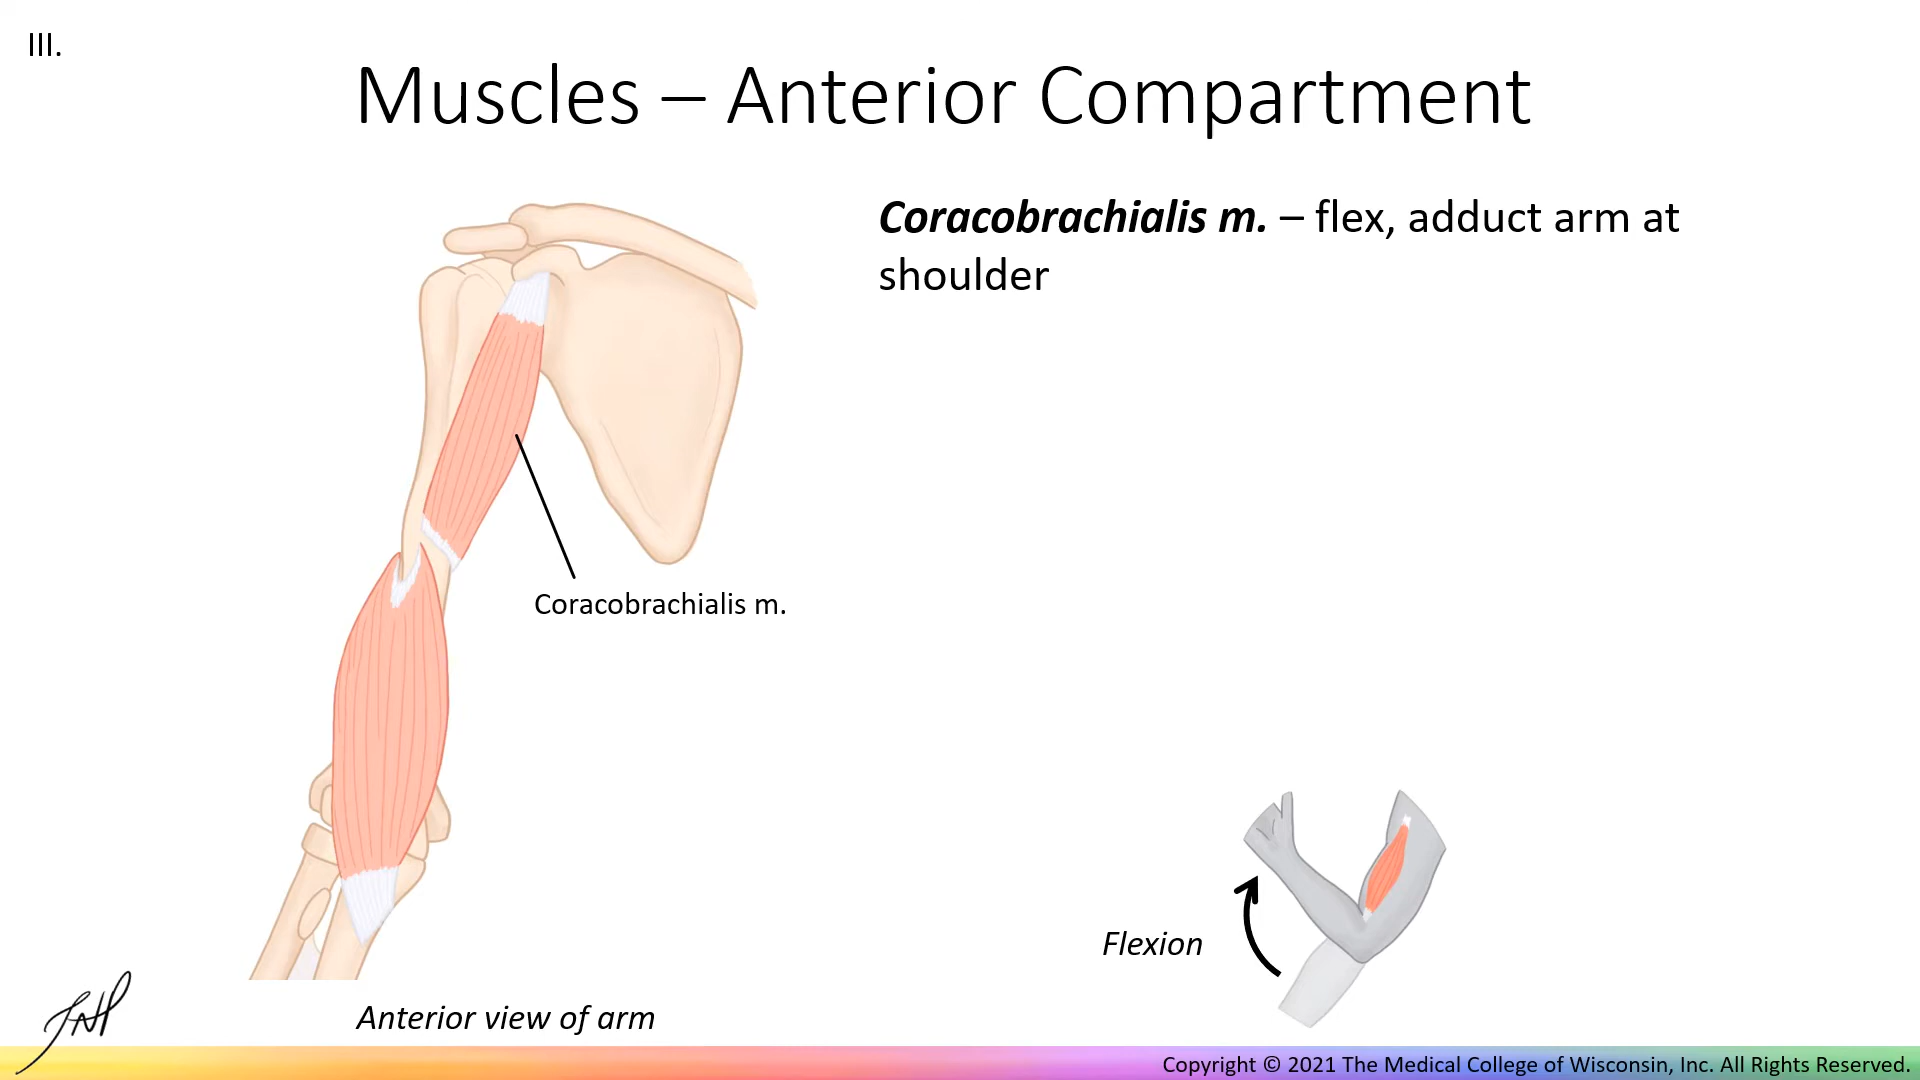 III.
Muscles – Anterior Compartment
Coracobrachialis m. – flex, adduct arm at
shoulder
Coracobrachialis m.
Flexion
Anterior view of arm
Copyright © 2021 The Medical College of Wisconsin, Inc. All Rights Reserved.